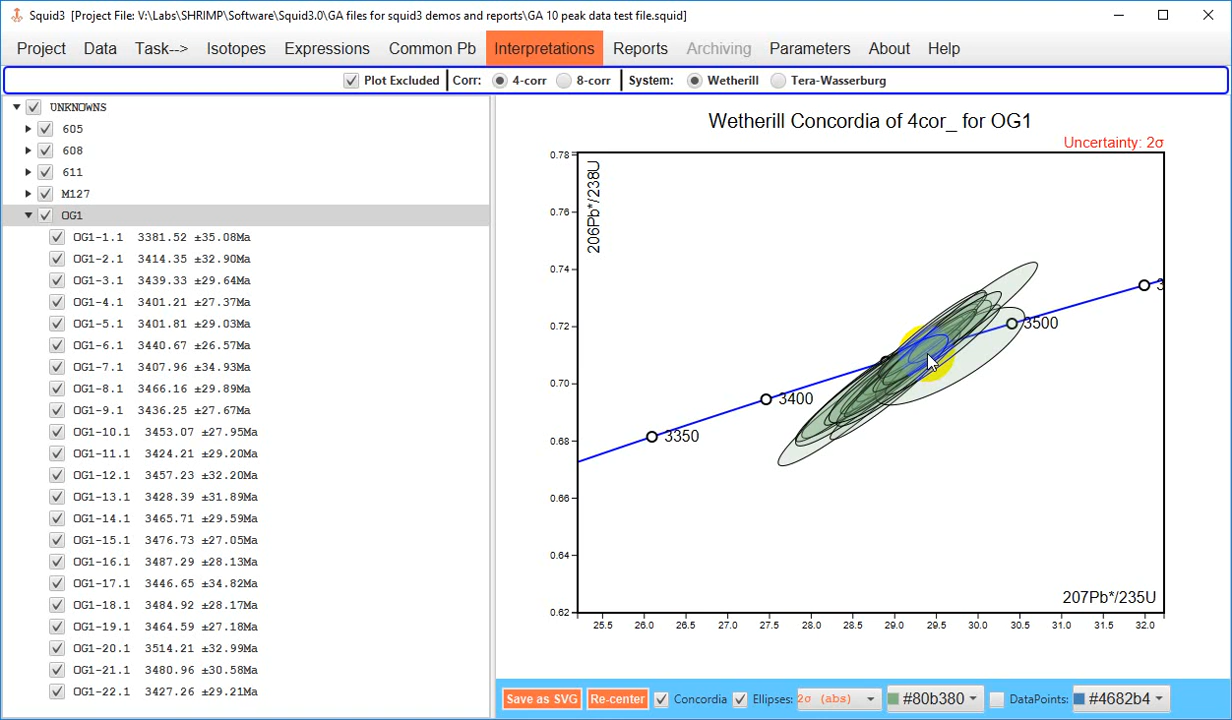 Squid3 [Project File: V:\Labs\SHRIMP\Software\Squid3.0\GA files for squid3 demos and reports\GA 10 peak data test file.squid]
Project Data Task--> Isotopes Expressions Common Pb Interpretations Reports Archiving Parameters About Help
Plot Excluded Corr: 4-corr 8-corr System: Wetherill Tera-Wasserburg
UNKNOWNS
605
608
611
M127
OG1
OG1-1.1 3381.52 ±35.08Ma
OG1-2.1 3414.35 ±32.90Ma
OG1-3.1 3439.33 ±29.64Ma
OG1-4.1 3401.21 ±27.37Ma
OG1-5.1 3401.81 ±29.03Ma
OG1-6.1 3440.67 ±26.57Ma
OG1-7.1 3407.96 ±34.93Ma
OG1-8.1 3466.16 ±29.89Ma
OG1-9.1 3436.25 ±27.67Ma
OG1-10.1 3453.07 ±27.95Ma
OG1-11.1 3424.21 ±29.20Ma
OG1-12.1 3457.23 ±32.20Ma
OG1-13.1 3428.39 ±31.89Ma
OG1-14.1 3465.71 ±29.59Ma
OG1-15.1 3476.73 ±27.05Ma
OG1-16.1 3487.29 ±28.13Ma
OG1-17.1 3446.65 ±34.82Ma
OG1-18.1 3484.92 ±28.17Ma
OG1-19.1 3464.59 ±27.18Ma
OG1-20.1 3514.21 ±32.99Ma
OG1-21.1 3480.96 ±30.58Ma
OG1-22.1 3427.26 ±29.21Ma
Wetherill Concordia of 4cor_ for OG1
Uncertainty: 2σ
206Pb*/238U
0.78
0.76
0.74
0.72
0.70
0.68
0.66
0.64
0.62
3500
3400
3350
207Pb*/235U
25.5 26.0 27.0 27.5 28.0 28.5 29.0 29.5 30.0 30.5 31.0 31.5 32.0
Save as SVG Re-center Concordia Ellipses: 2σ (abs) #80b380 DataPoints: #4682b4